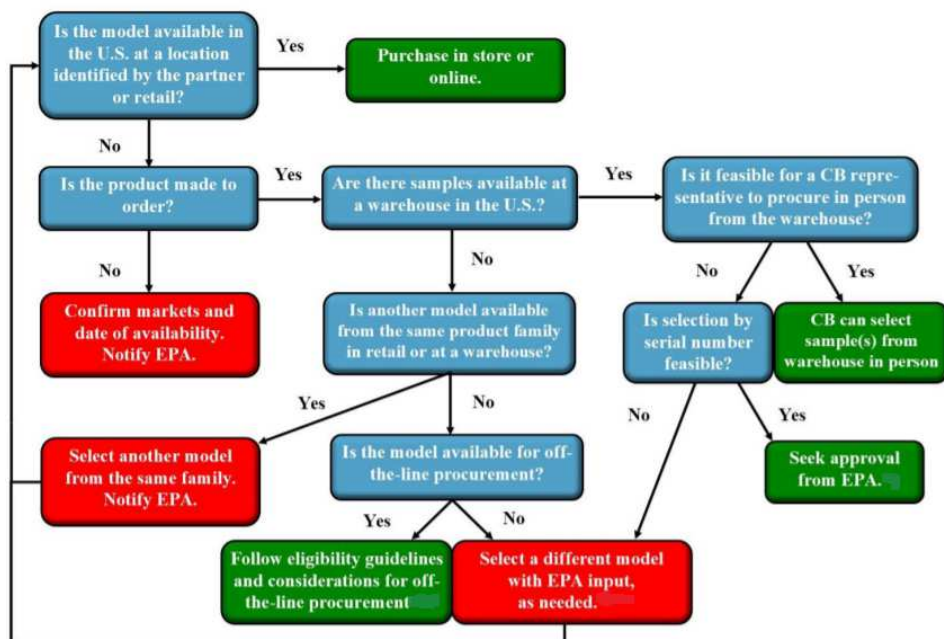 Is the model available in
the U.S. at a location
identified by the partner
or retail?
Yes
Purchase in store or
online.
No
Is the product made to
order?
Yes
Are there samples available at
a warehouse in the U.S.?
Yes
Is it feasible for a CB repre-
sentative to procure in person
from the warehouse?
No
Confirm markets and
date of availability.
Notify EPA.
No
Is another model available
from the same product family
in retail or at a warehouse?
No
Is selection by
serial number
feasible?
Yes
CB can select
sample(s) from
warehouse in person
Yes
Select another model
from the same family.
Notify EPA.
No
Is the model available for off-
the-line procurement?
No
Yes
Seek approval
from EPA.
Yes
Follow eligibility guidelines
and considerations for off-
the-line procurement
No
Select a different model
with EPA input,
as needed.